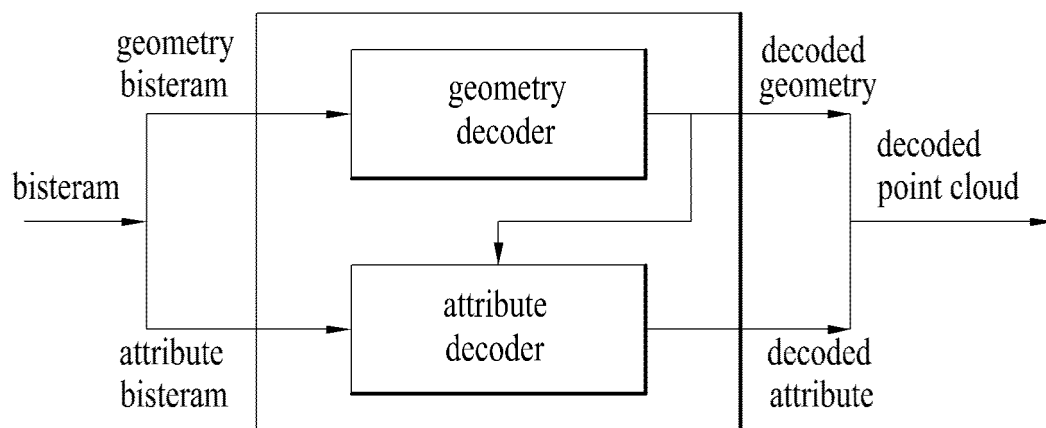 geometry
bisteram
geometry
decoder
decoded
geometry
bisteram
decoded
point cloud
attribute
decoder
attribute
bisteram
decoded
attribute